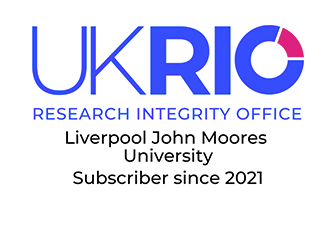 UKRIO
RESEARCH INTEGRITY OFFICE
Liverpool John Moores
University
Subscriber since 2021